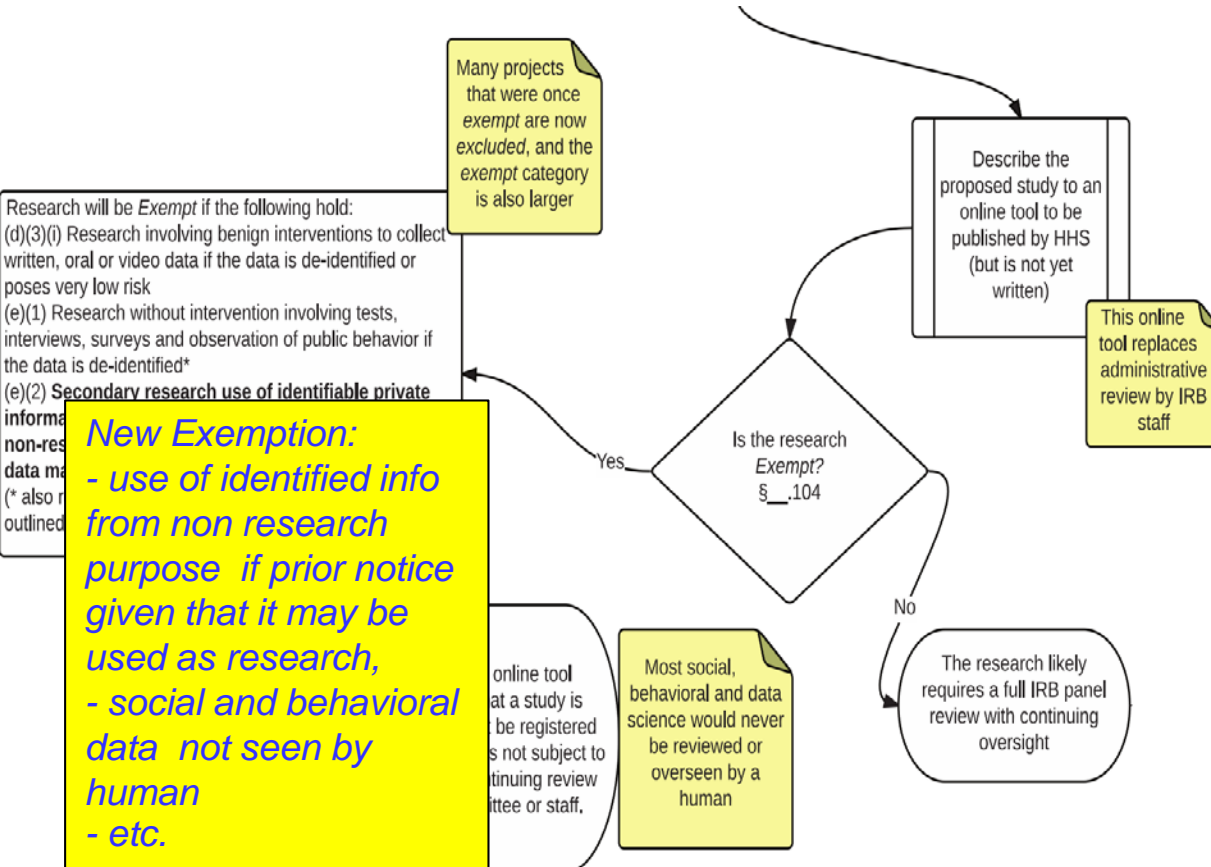 Many projects
that were once
exempt are now
excluded, and the
exempt category
is also larger
Describe the
proposed study to an
online tool to be
published by HHS
(but is not yet
written)
This online
tool replaces
administrative
review by IRB
staff
Research will be Exempt if the following hold:
(d)(3)(i) Research involving benign interventions to collect
written, oral or video data if the data is de-identified or
poses very low risk
(e)(1) Research without intervention involving tests,
interviews, surveys and observation of public behavior if
the data is de-identified*
(e)(2) Secondary research use of identifiable private
(* also
outlined
New Exemption:
- use of identified info
from non research
purpose if prior notice
given that it may be
used as research,
- social and behavioral
data not seen by
human
- etc.
Is the research
Exempt?
§__.104
Yes
No
online tool
a study is
be registered
not subject to
review
or staff,
Most social,
behavioral and data
science would never
be reviewed or
overseen by a
human
The research likely
requires a full IRB panel
review with continuing
oversight